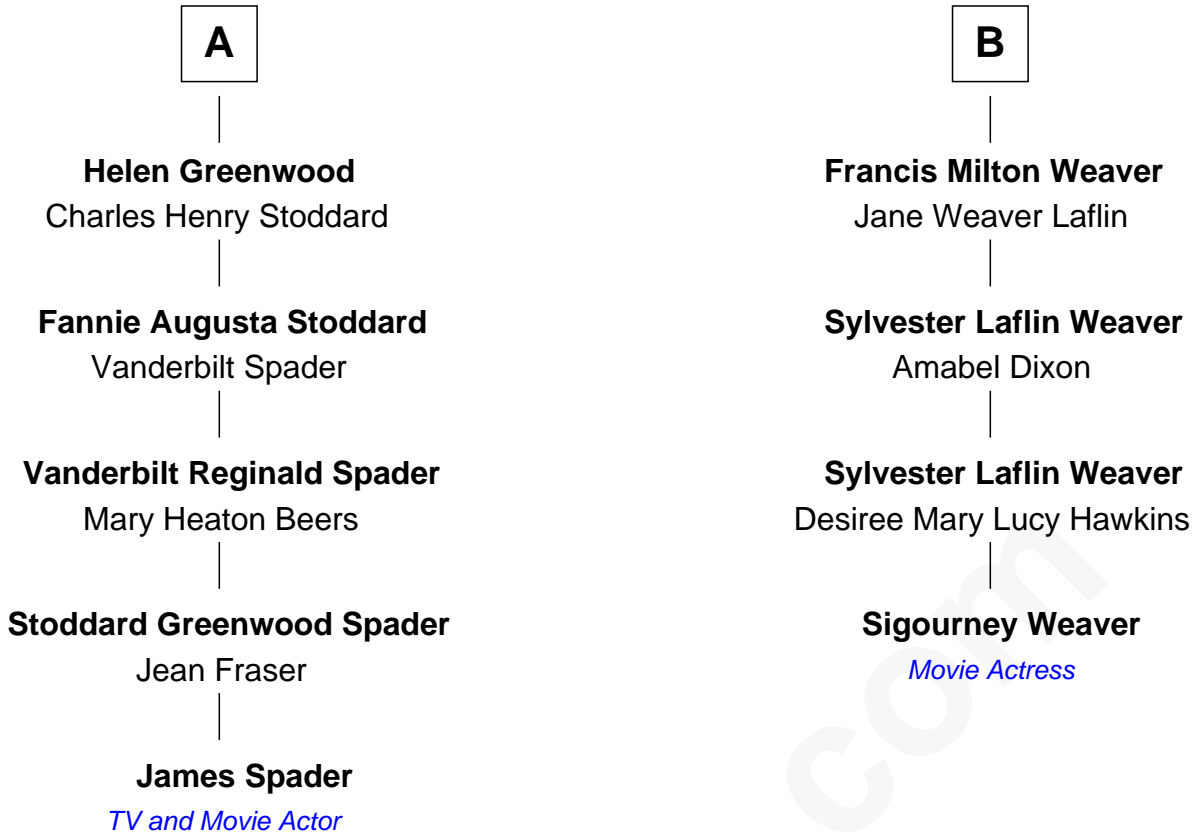 A
Helen Greenwood
Charles Henry Stoddard
Fannie Augusta Stoddard
Vanderbilt Spader
Vanderbilt Reginald Spader
Mary Heaton Beers
Stoddard Greenwood Spader
Jean Fraser
James Spader
TV and Movie Actor
B
Francis Milton Weaver
Jane Weaver Laflin
Sylvester Laflin Weaver
Amabel Dixon
Sylvester Laflin Weaver
Desiree Mary Lucy Hawkins
Sigourney Weaver
Movie Actress
com